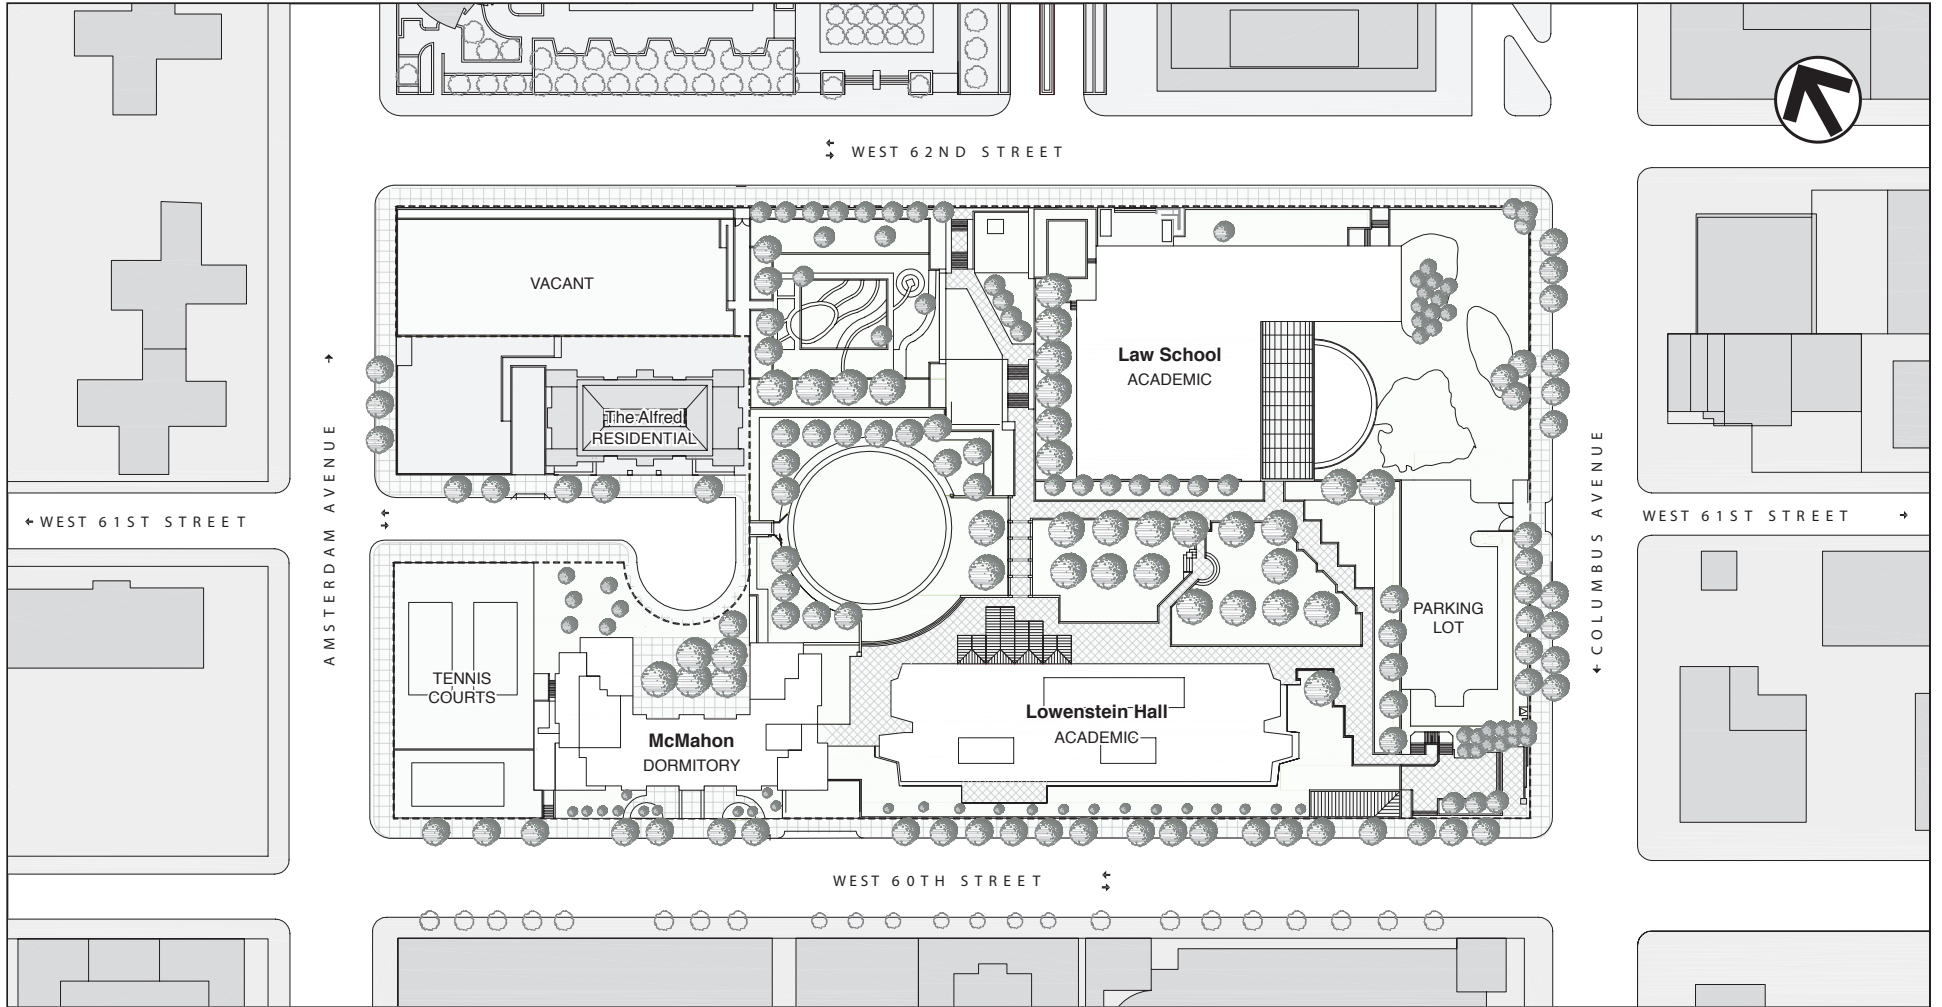 WEST 62ND STREET
VACANT
Law School
ACADEMIC
The Alfred
RESIDENTIAL
AMSTERDAM AVENUE
COLUMBUS AVENUE
WEST 61ST STREET
WEST 61ST STREET
PARKING
LOT
TENNIS
COURTS
Lowenstein Hall
ACADEMIC
McMahon
DORMITORY
WEST 60TH STREET